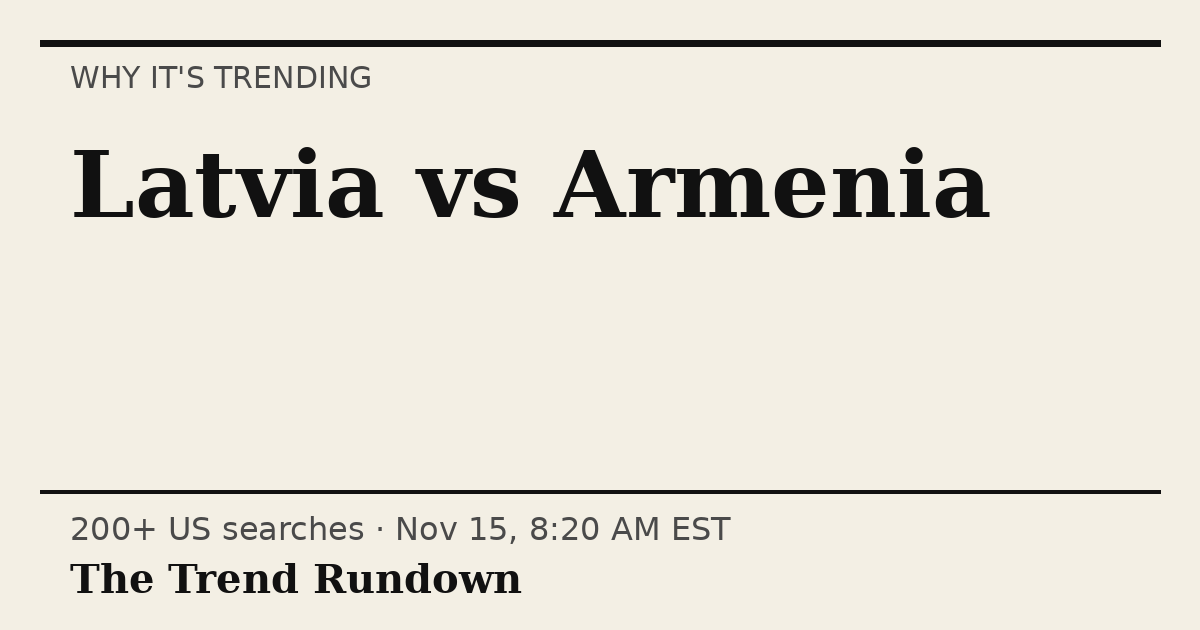 WHY IT'S TRENDING
Latvia vs Armenia
200+ US searches · Nov 15, 8:20 AM EST
The Trend Rundown